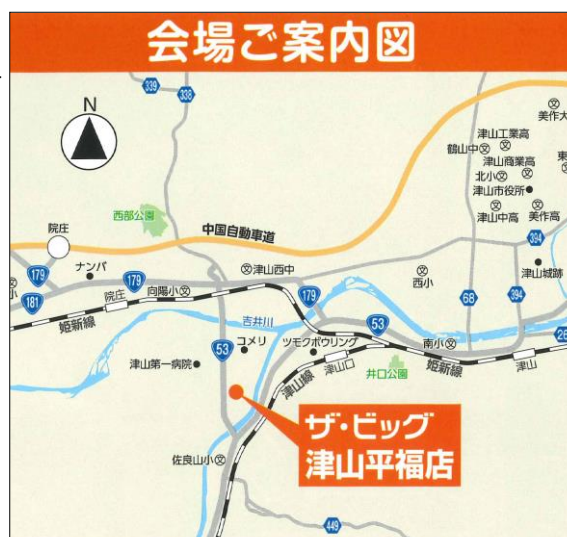 会場ご案内図
N
339
338
美作大
津山工業高
鶴山中
津山商業高
北小
東
津山市役所
津山中高
美作高
西部公園
院庄
中国自動車道
394
ナンバ
179
179
津山西中
津山城跡
小
181
院庄
向陽小
179
西小
68
394
姫新線
吉井川
53
26
53
コメリ
ツモクボウリング
南小
津山第一病院
津山線
津山口
井口公園
姫新線
津山
ザ・ビッグ
津山平福店
佐良山小
449